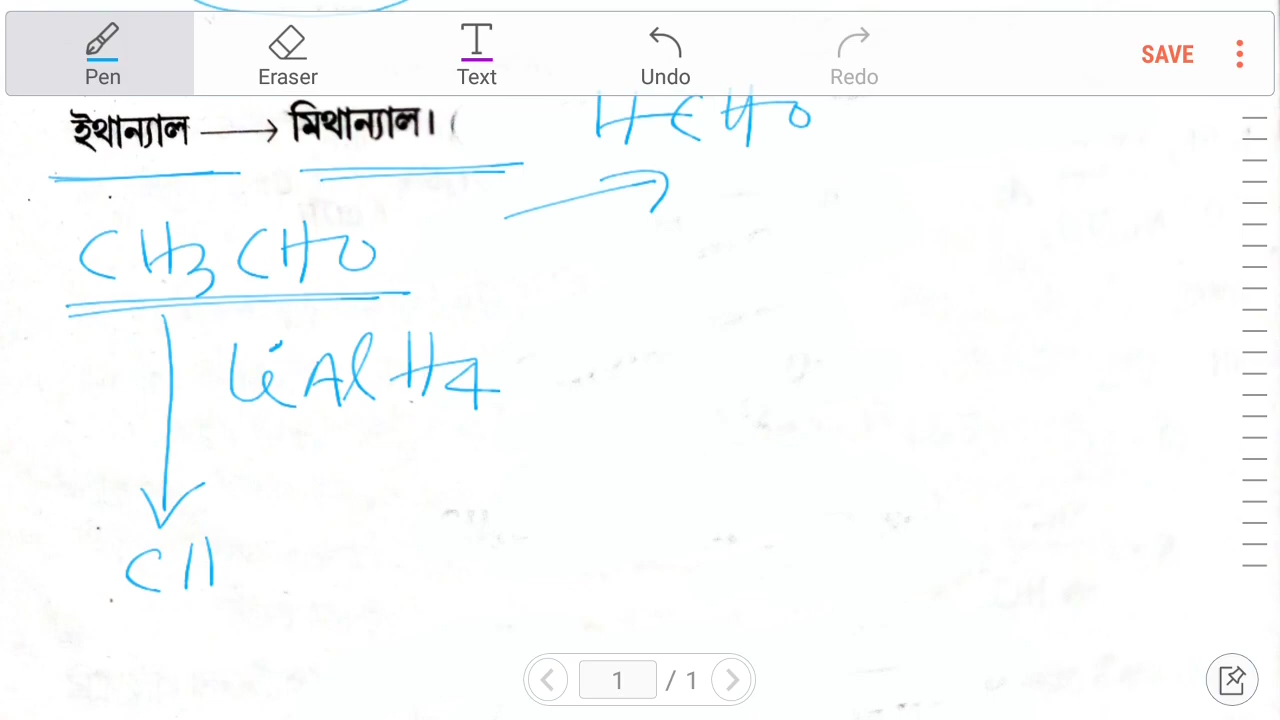 Pen Eraser Text Undo Redo SAVE
HCHO
ইথান্যাল ⟶ মিথান্যাল। (
CH3CHO
LiAlH4
CH
1 / 1